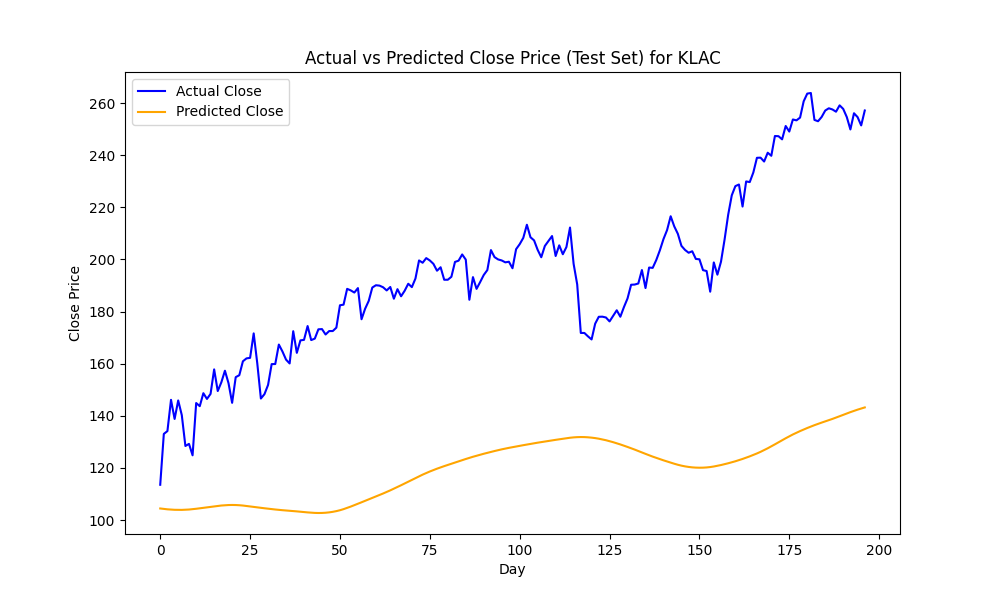 Actual vs Predicted Close Price (Test Set) for KLAC
Actual Close
Predicted Close
Close Price
260
240
220
200
180
160
140
120
100
0 25 50 75 100 125 150 175 200
Day